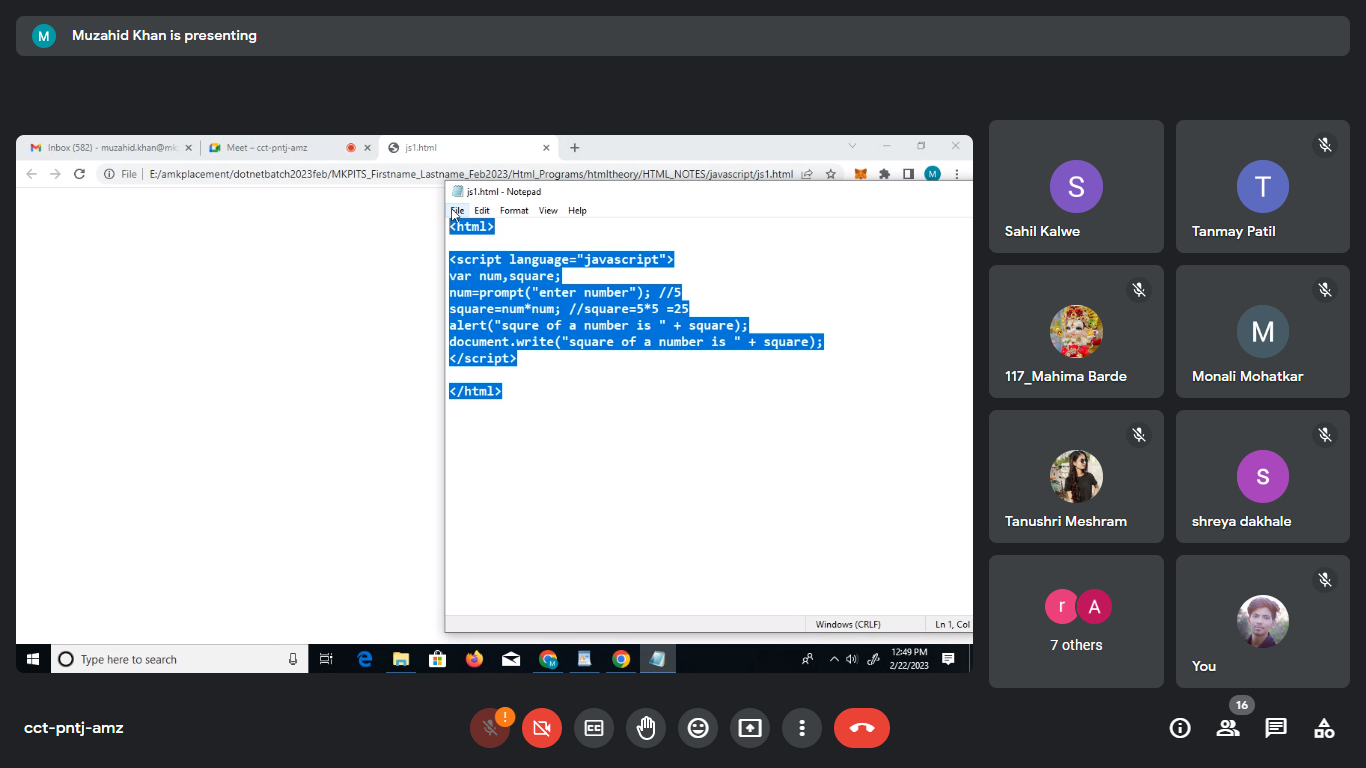 M Muzahid Khan is presenting
Inbox (582) - muzahid.khan@mk
Meet – cct-pntj-amz
js1.html
File | E:/amkplacement/dotnetbatch2023feb/MKPITS_Firstname_Lastname_Feb2023/Html_Programs/htmltheory/HTML_NOTES/javascript/js1.html
M
js1.html - Notepad
File Edit Format View Help
<html>
<script language="javascript">
var num,square;
num=prompt("enter number"); //5
square=num*num; //square=5*5 =25
alert("squre of a number is " + square);
document.write("square of a number is " + square);
</script>
</html>
Windows (CRLF)
Ln 1, Col
Type here to search
12:49 PM
2/22/2023
S
Sahil Kalwe
T
Tanmay Patil
117_Mahima Barde
M
Monali Mohatkar
Tanushri Meshram
s
shreya dakhale
r A
7 others
You
cct-pntj-amz
16